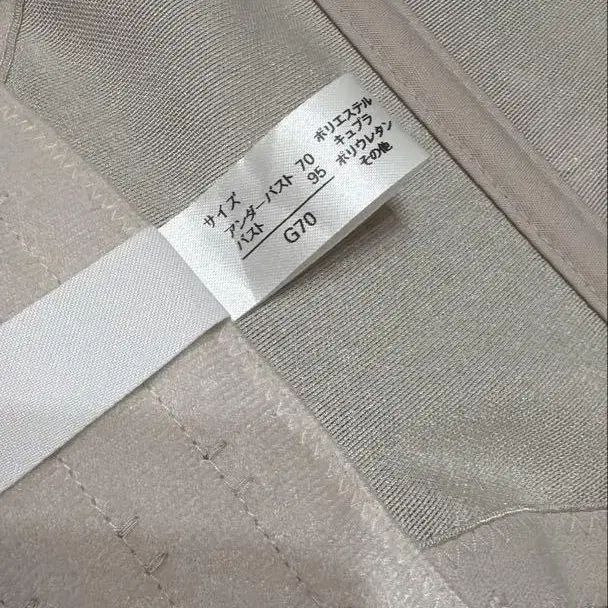 サイズ
アンダーバスト 70
バスト 95
G70
ポリエステル
キュプラ
ポリウレタン
その他